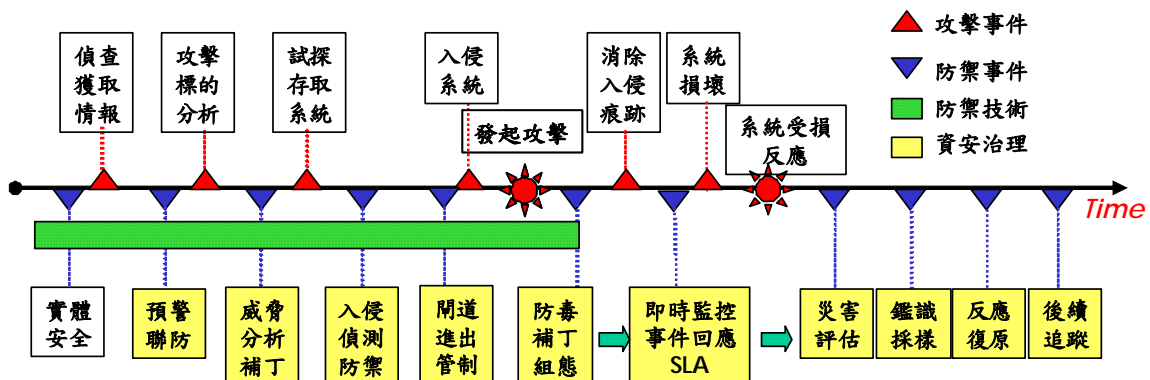 偵查
獲取
情報
攻擊
標的
分析
試探
存取
系統
入侵
系統
發起攻擊
消除
入侵
痕跡
系統
損壞
系統受損
反應
攻擊事件
防禦事件
防禦技術
資安治理
Time
實體
安全
預警
聯防
威脅
分析
補丁
入侵
偵測
防禦
閘道
進出
管制
防毒
補丁
組態
即時監控
事件回應
SLA
災害
評估
鑑識
採樣
反應
復原
後續
追蹤